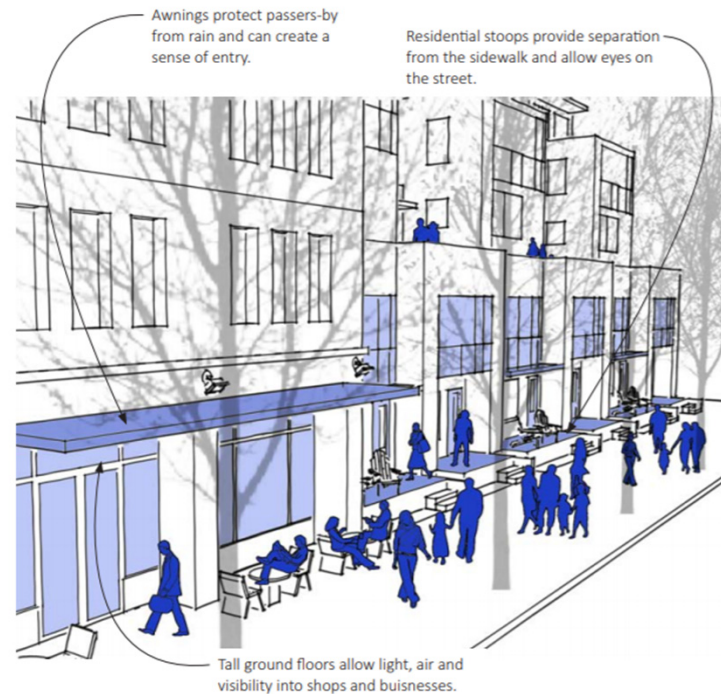 Awnings protect passers-by
from rain and can create a
sense of entry.
Residential stoops provide separation
from the sidewalk and allow eyes on
the street.
Tall ground floors allow light, air and
visibility into shops and buisnesses.